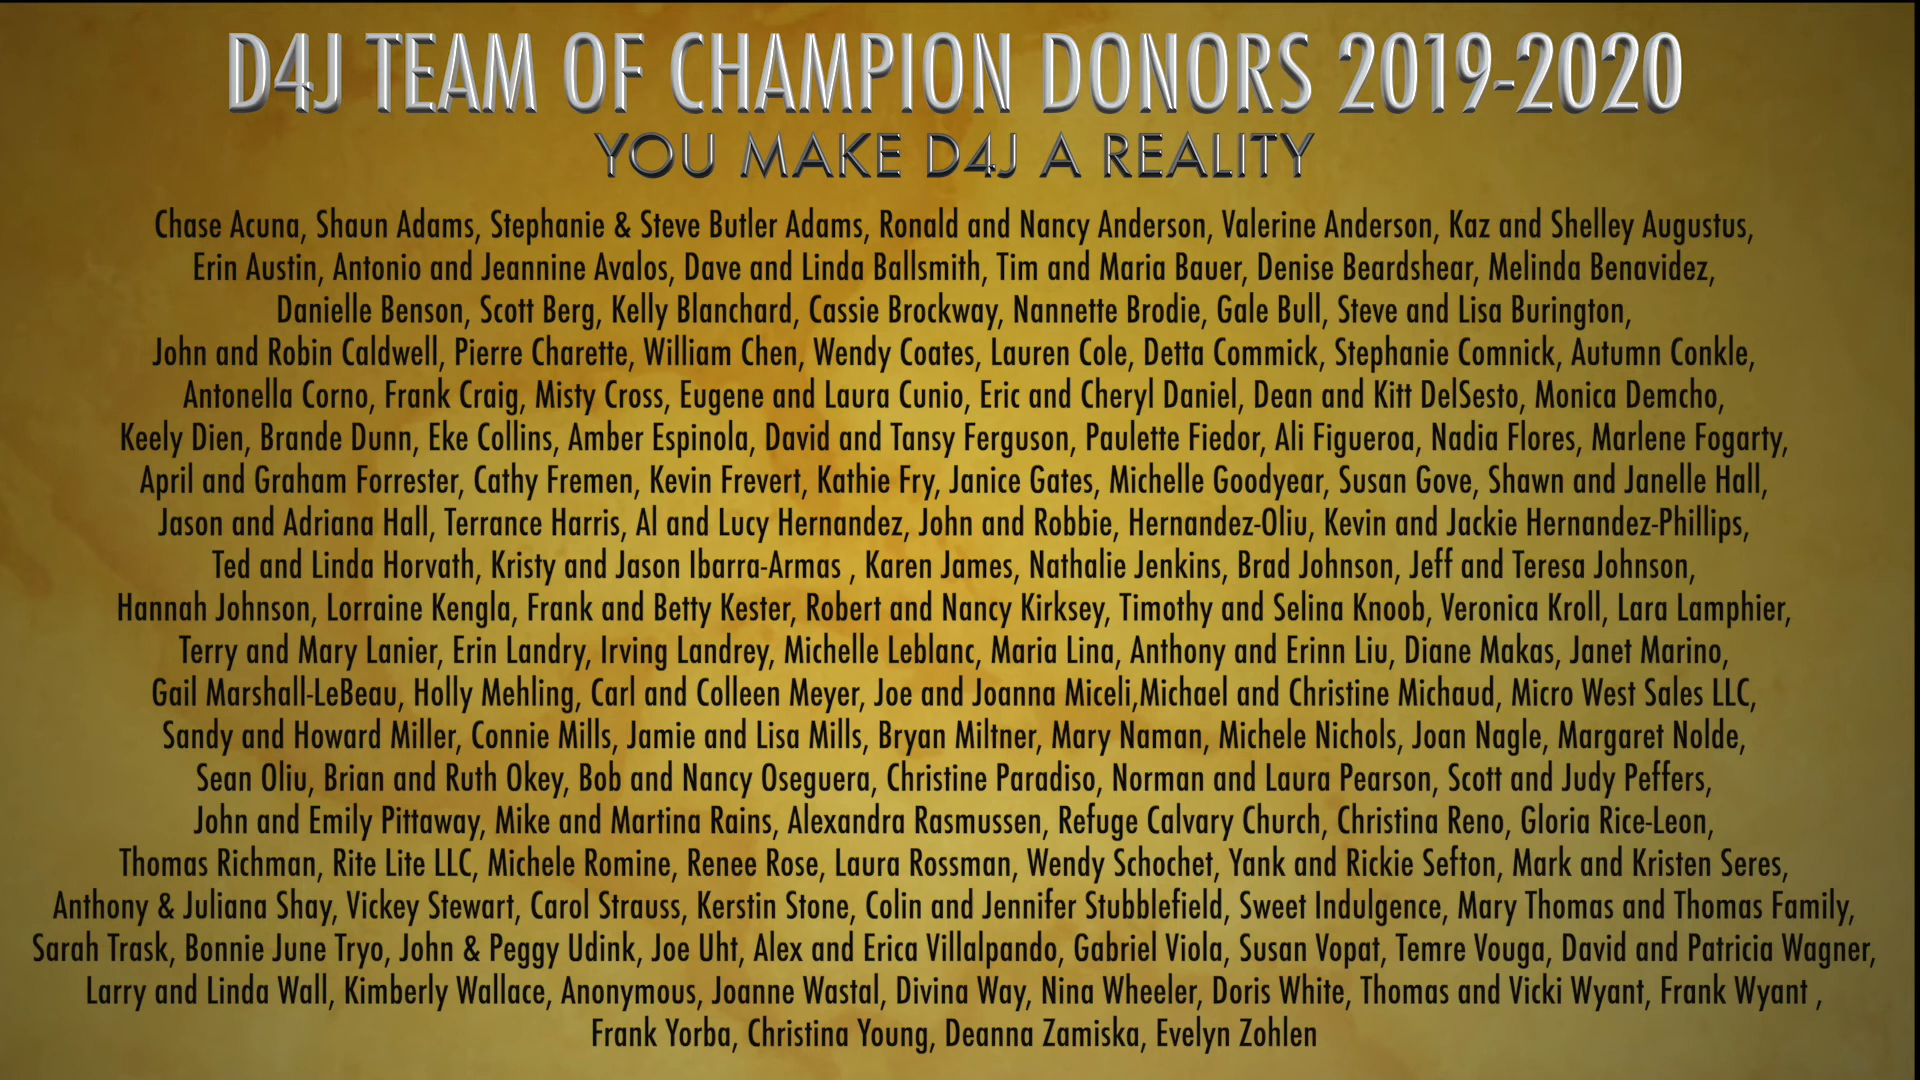 D4J TEAM OF CHAMPION DONORS 2019-2020
YOU MAKE D4J A REALITY
Chase Acuna, Shaun Adams, Stephanie & Steve Butler Adams, Ronald and Nancy Anderson, Valerine Anderson, Kaz and Shelley Augustus,
Erin Austin, Antonio and Jeannine Avalos, Dave and Linda Ballsmith, Tim and Maria Bauer, Denise Beardshear, Melinda Benavidez,
Danielle Benson, Scott Berg, Kelly Blanchard, Cassie Brockway, Nannette Brodie, Gale Bull, Steve and Lisa Burington,
John and Robin Caldwell, Pierre Charette, William Chen, Wendy Coates, Lauren Cole, Detta Commick, Stephanie Comnick, Autumn Conkle,
Antonella Corno, Frank Craig, Misty Cross, Eugene and Laura Cunio, Eric and Cheryl Daniel, Dean and Kitt DelSesto, Monica Demcho,
Keely Dien, Brande Dunn, Eke Collins, Amber Espinola, David and Tansy Ferguson, Paulette Fiedor, Ali Figueroa, Nadia Flores, Marlene Fogarty,
April and Graham Forrester, Cathy Fremen, Kevin Frevert, Kathie Fry, Janice Gates, Michelle Goodyear, Susan Gove, Shawn and Janelle Hall,
Jason and Adriana Hall, Terrance Harris, Al and Lucy Hernandez, John and Robbie, Hernandez-Oliu, Kevin and Jackie Hernandez-Phillips,
Ted and Linda Horvath, Kristy and Jason Ibarra-Armas , Karen James, Nathalie Jenkins, Brad Johnson, Jeff and Teresa Johnson,
Hannah Johnson, Lorraine Kengla, Frank and Betty Kester, Robert and Nancy Kirksey, Timothy and Selina Knoob, Veronica Kroll, Lara Lamphier,
Terry and Mary Lanier, Erin Landry, Irving Landrey, Michelle Leblanc, Maria Lina, Anthony and Erinn Liu, Diane Makas, Janet Marino,
Gail Marshall-LeBeau, Holly Mehling, Carl and Colleen Meyer, Joe and Joanna Miceli,Michael and Christine Michaud, Micro West Sales LLC,
Sandy and Howard Miller, Connie Mills, Jamie and Lisa Mills, Bryan Miltner, Mary Naman, Michele Nichols, Joan Nagle, Margaret Nolde,
Sean Oliu, Brian and Ruth Okey, Bob and Nancy Oseguera, Christine Paradiso, Norman and Laura Pearson, Scott and Judy Peffers,
John and Emily Pittaway, Mike and Martina Rains, Alexandra Rasmussen, Refuge Calvary Church, Christina Reno, Gloria Rice-Leon,
Thomas Richman, Rite Lite LLC, Michele Romine, Renee Rose, Laura Rossman, Wendy Schochet, Yank and Rickie Sefton, Mark and Kristen Seres,
Anthony & Juliana Shay, Vickey Stewart, Carol Strauss, Kerstin Stone, Colin and Jennifer Stubblefield, Sweet Indulgence, Mary Thomas and Thomas Family,
Sarah Trask, Bonnie June Tryo, John & Peggy Udink, Joe Uht, Alex and Erica Villalpando, Gabriel Viola, Susan Vopat, Temre Vouga, David and Patricia Wagner,
Larry and Linda Wall, Kimberly Wallace, Anonymous, Joanne Wastal, Divina Way, Nina Wheeler, Doris White, Thomas and Vicki Wyant, Frank Wyant ,
Frank Yorba, Christina Young, Deanna Zamiska, Evelyn Zohlen